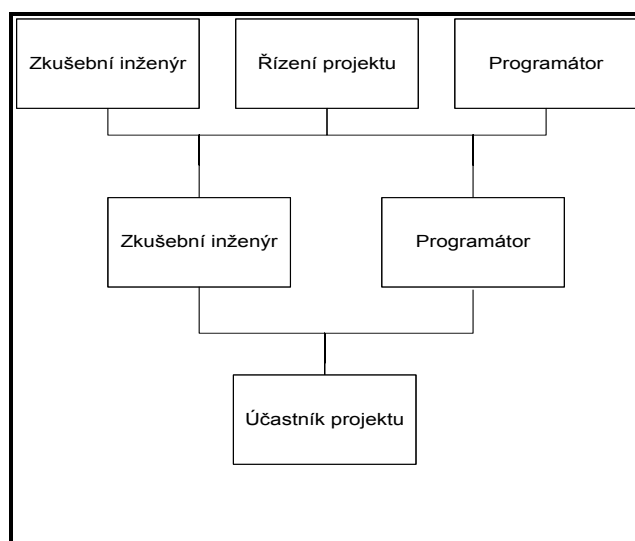 Zkušební inženýr
Řízení projektu
Programátor
Zkušební inženýr
Programátor
Účastník projektu